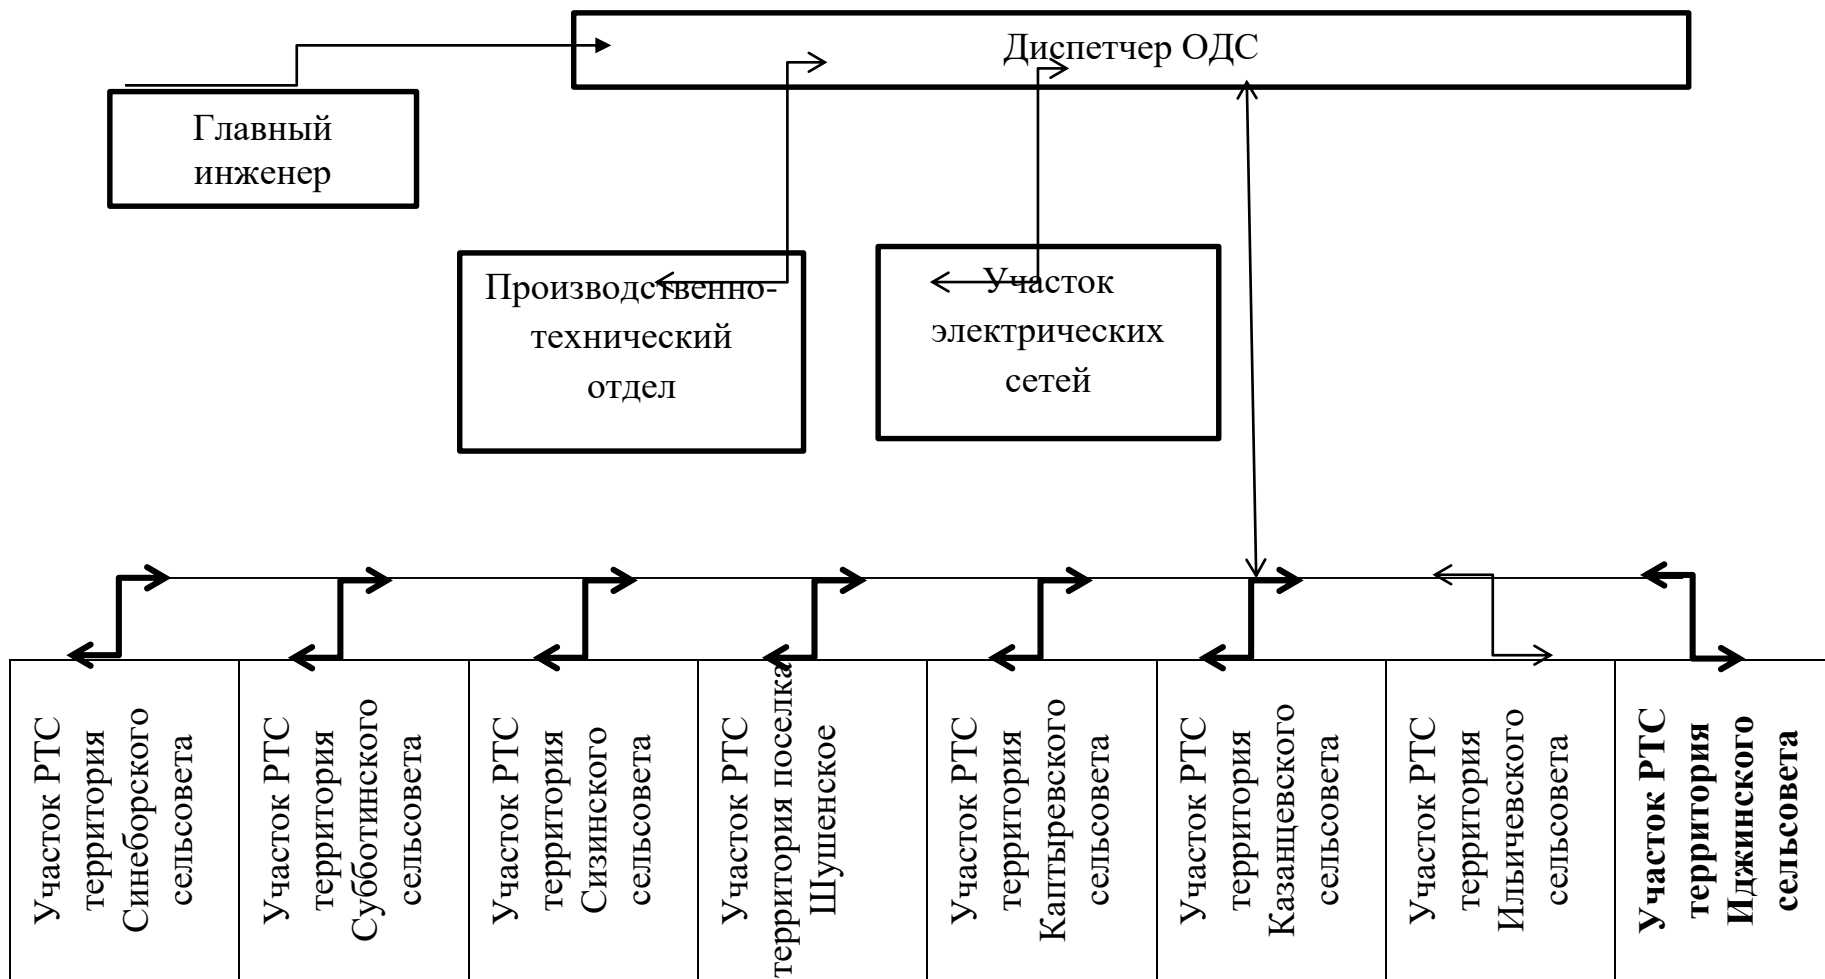 Диспетчер ОДС
Главный
инженер
Производственно-
технический
отдел
Участок
электрических
сетей
Участок РТС
территория
Синеборского
сельсовета
Участок РТС
территория
Субботинского
сельсовета
Участок РТС
территория
Сизинского
сельсовета
Участок РТС
территория поселка
Шушенское
Участок РТС
территория
Каптыревского
сельсовета
Участок РТС
территория
Казанцевского
сельсовета
Участок РТС
территория
Ильичевского
сельсовета
Участок РТС
территория
Иджинского
сельсовета